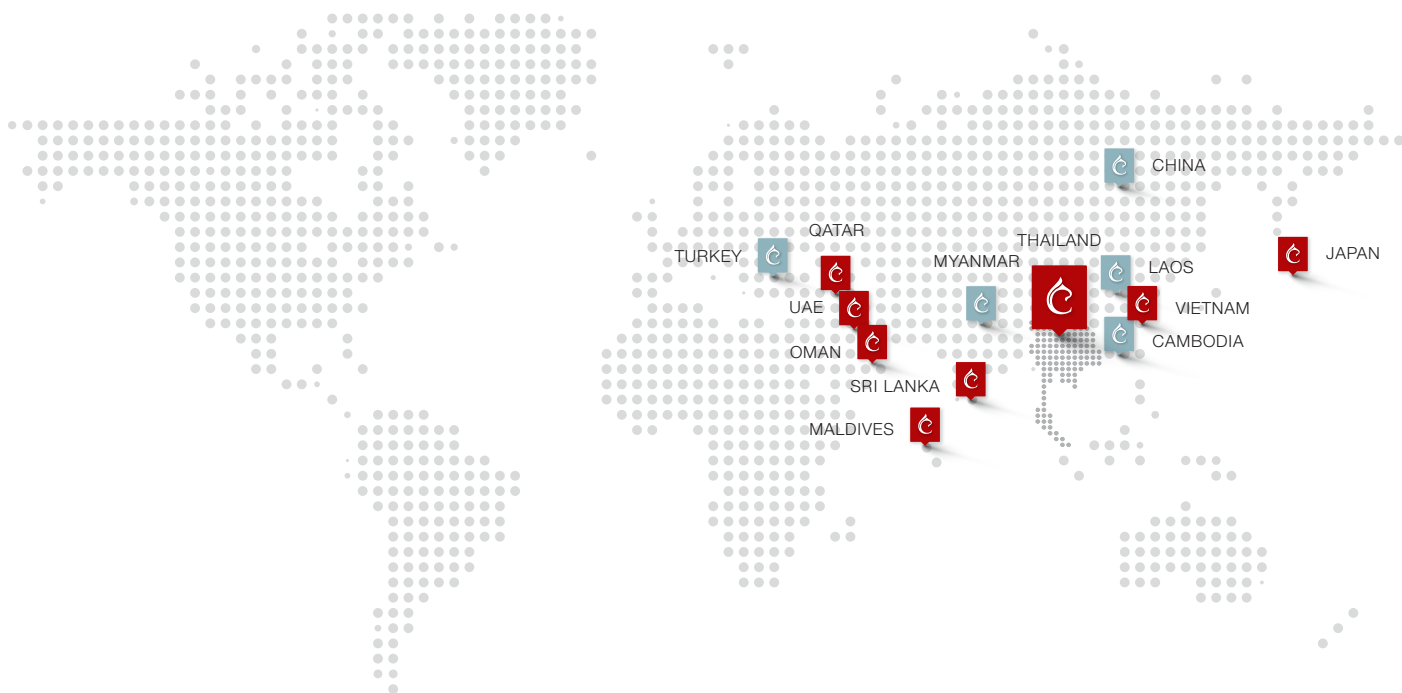 CHINA
QATAR
THAILAND
TURKEY
MYANMAR
LAOS
JAPAN
UAE
VIETNAM
OMAN
CAMBODIA
SRI LANKA
MALDIVES